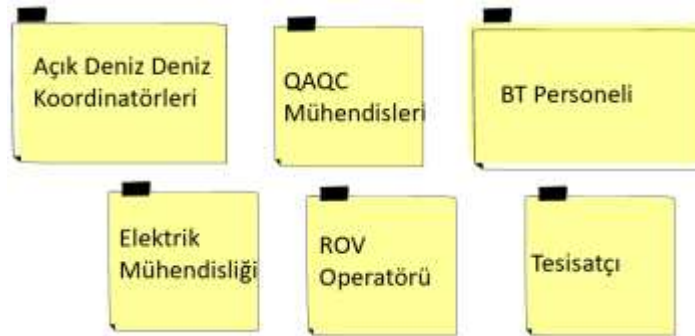 Açık Deniz Deniz
Koordinatörleri
QAQC
Mühendisleri
BT Personeli
Elektrik
Mühendisliği
ROV
Operatörü
Tesisatçı